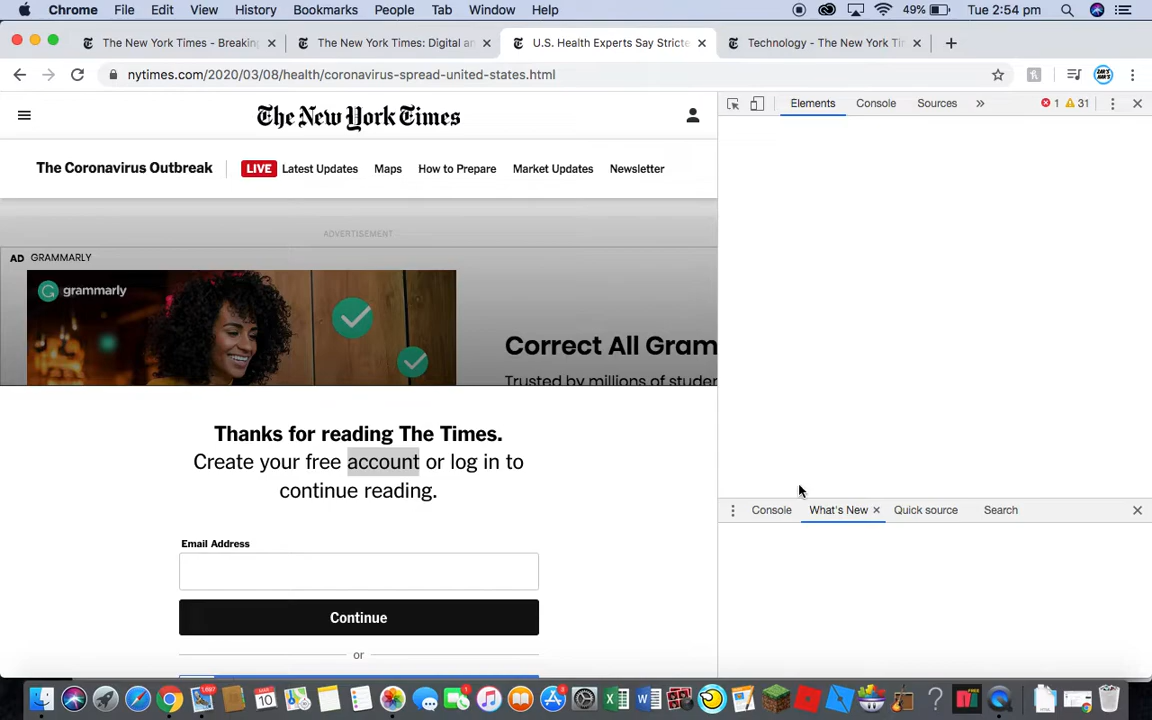 Chrome File Edit View History Bookmarks People Tab Window Help 49% Tue 2:54 pm
The New York Times - Breakin
The New York Times: Digital an
U.S. Health Experts Say Stricte
Technology - The New York Tim
nytimes.com/2020/03/08/health/coronavirus-spread-united-states.html
The New York Times
Elements Console Sources 1 31
The Coronavirus Outbreak LIVE Latest Updates Maps How to Prepare Market Updates Newsletter
ADVERTISEMENT
AD GRAMMARLY
grammarly
Correct All Gram
Trusted by millions of studer
Thanks for reading The Times.
Create your free account or log in to
continue reading.
Console What's New Quick source Search
Email Address
Continue
or